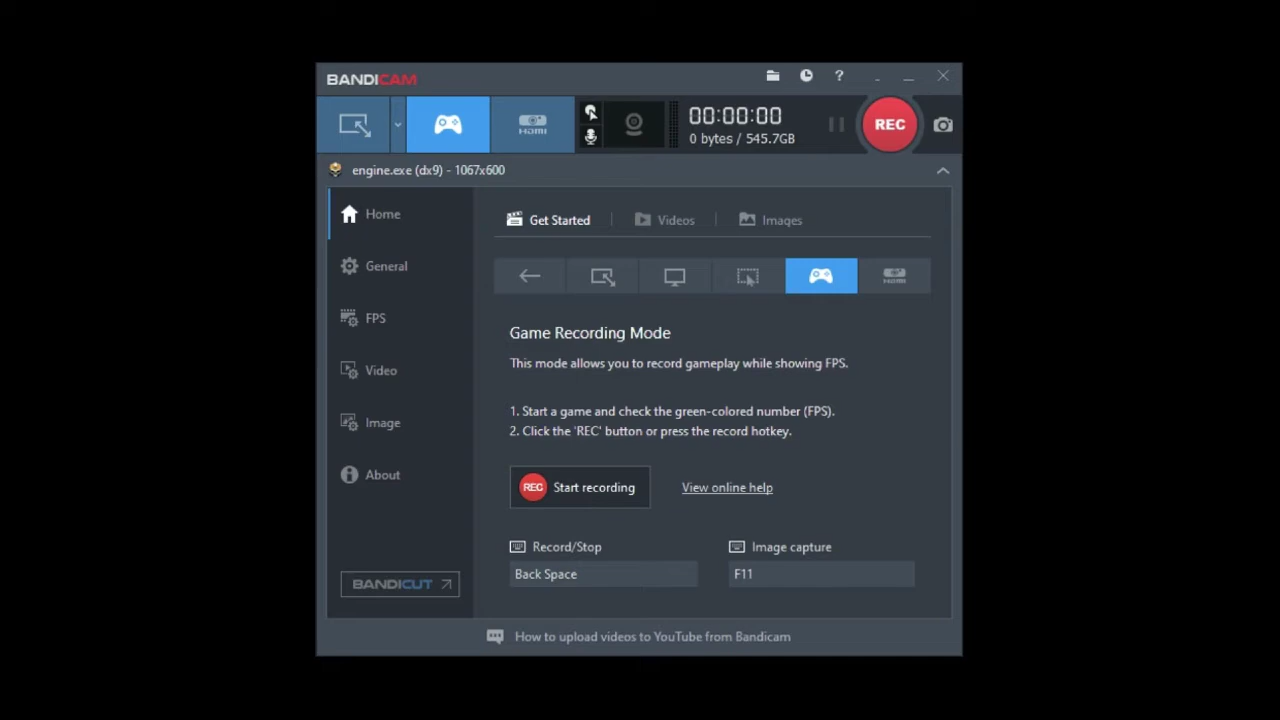 BANDICAM
?
HDMI
00:00:00
0 bytes / 545.7GB
REC
engine.exe (dx9) - 1067x600
Home
General
FPS
Video
Image
About
BANDICUT
Get Started
Videos
Images
HDMI
Game Recording Mode
This mode allows you to record gameplay while showing FPS.
1. Start a game and check the green-colored number (FPS).
2. Click the 'REC' button or press the record hotkey.
REC Start recording
View online help
Record/Stop
Image capture
Back Space
F11
How to upload videos to YouTube from Bandicam